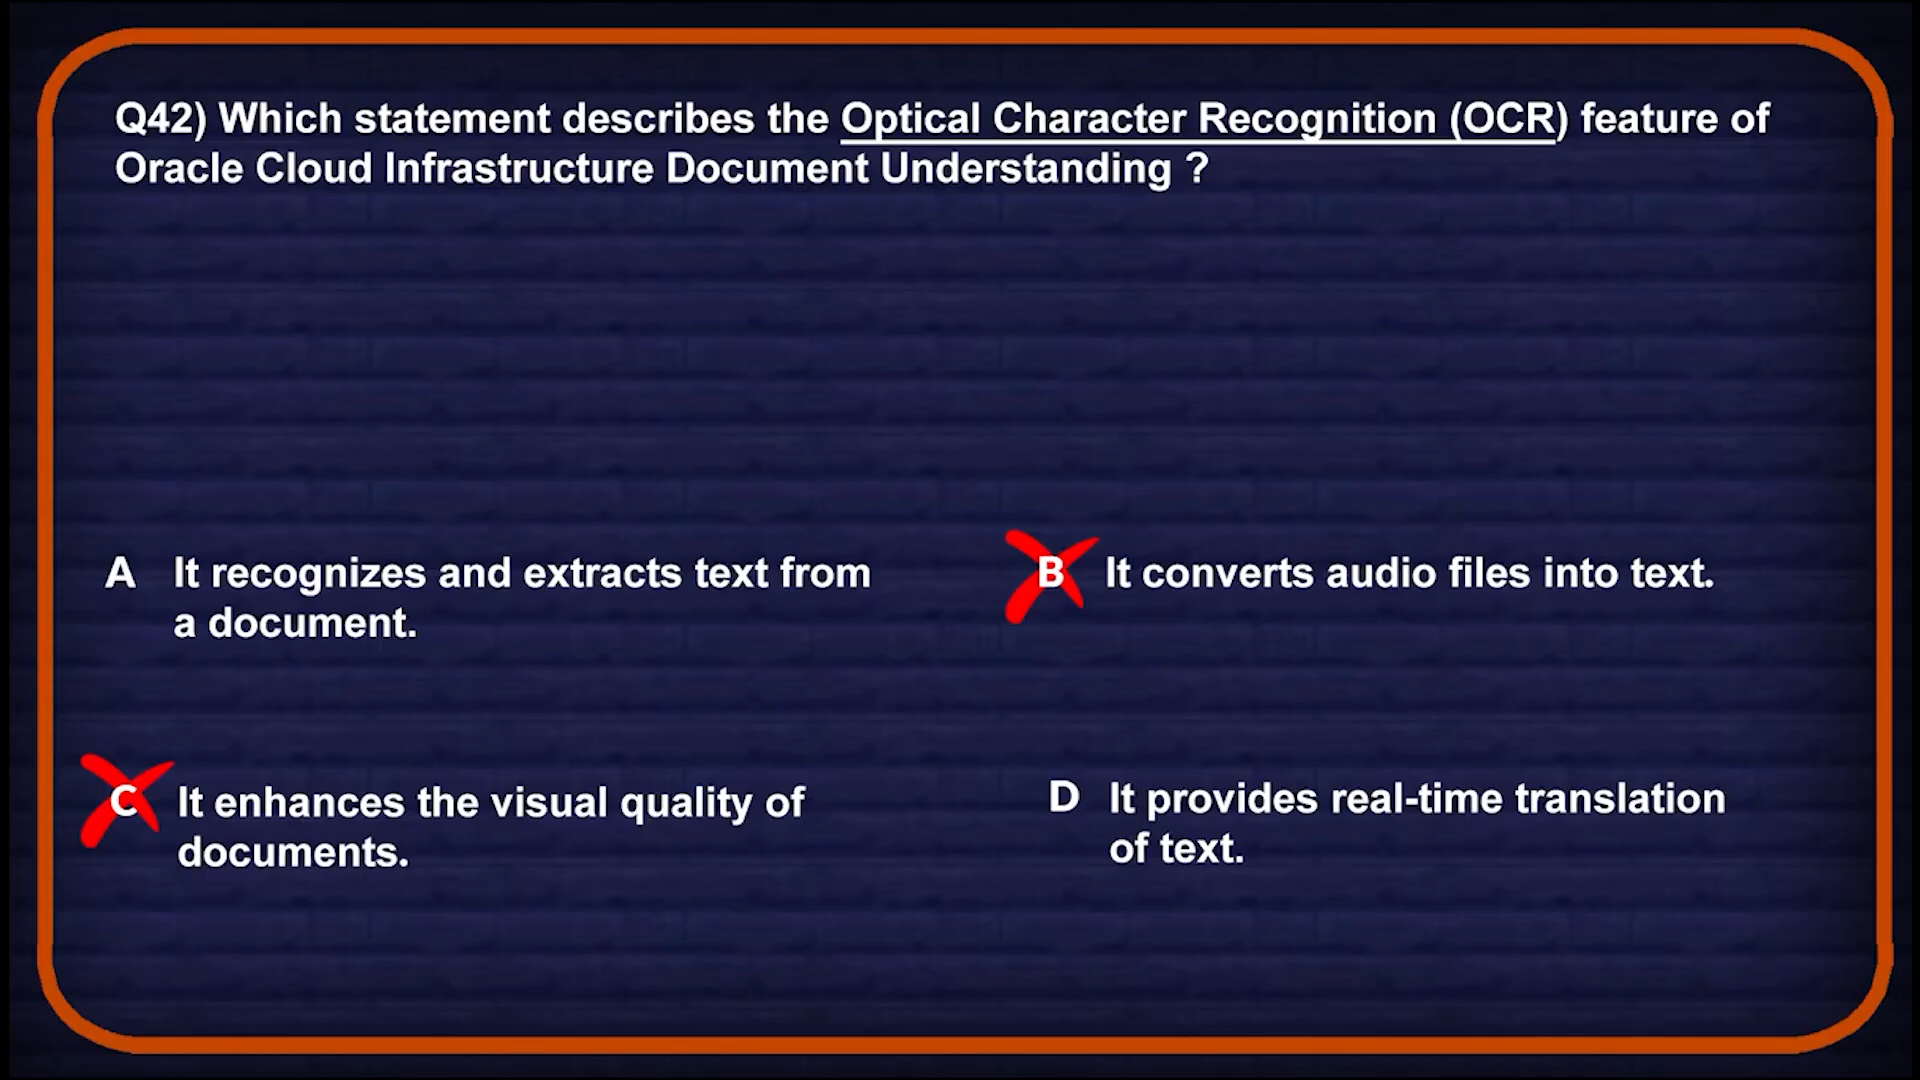 Q42) Which statement describes the Optical Character Recognition (OCR) feature of
Oracle Cloud Infrastructure Document Understanding ?
A It recognizes and extracts text from
a document.
B It converts audio files into text.
C It enhances the visual quality of
documents.
D It provides real-time translation
of text.